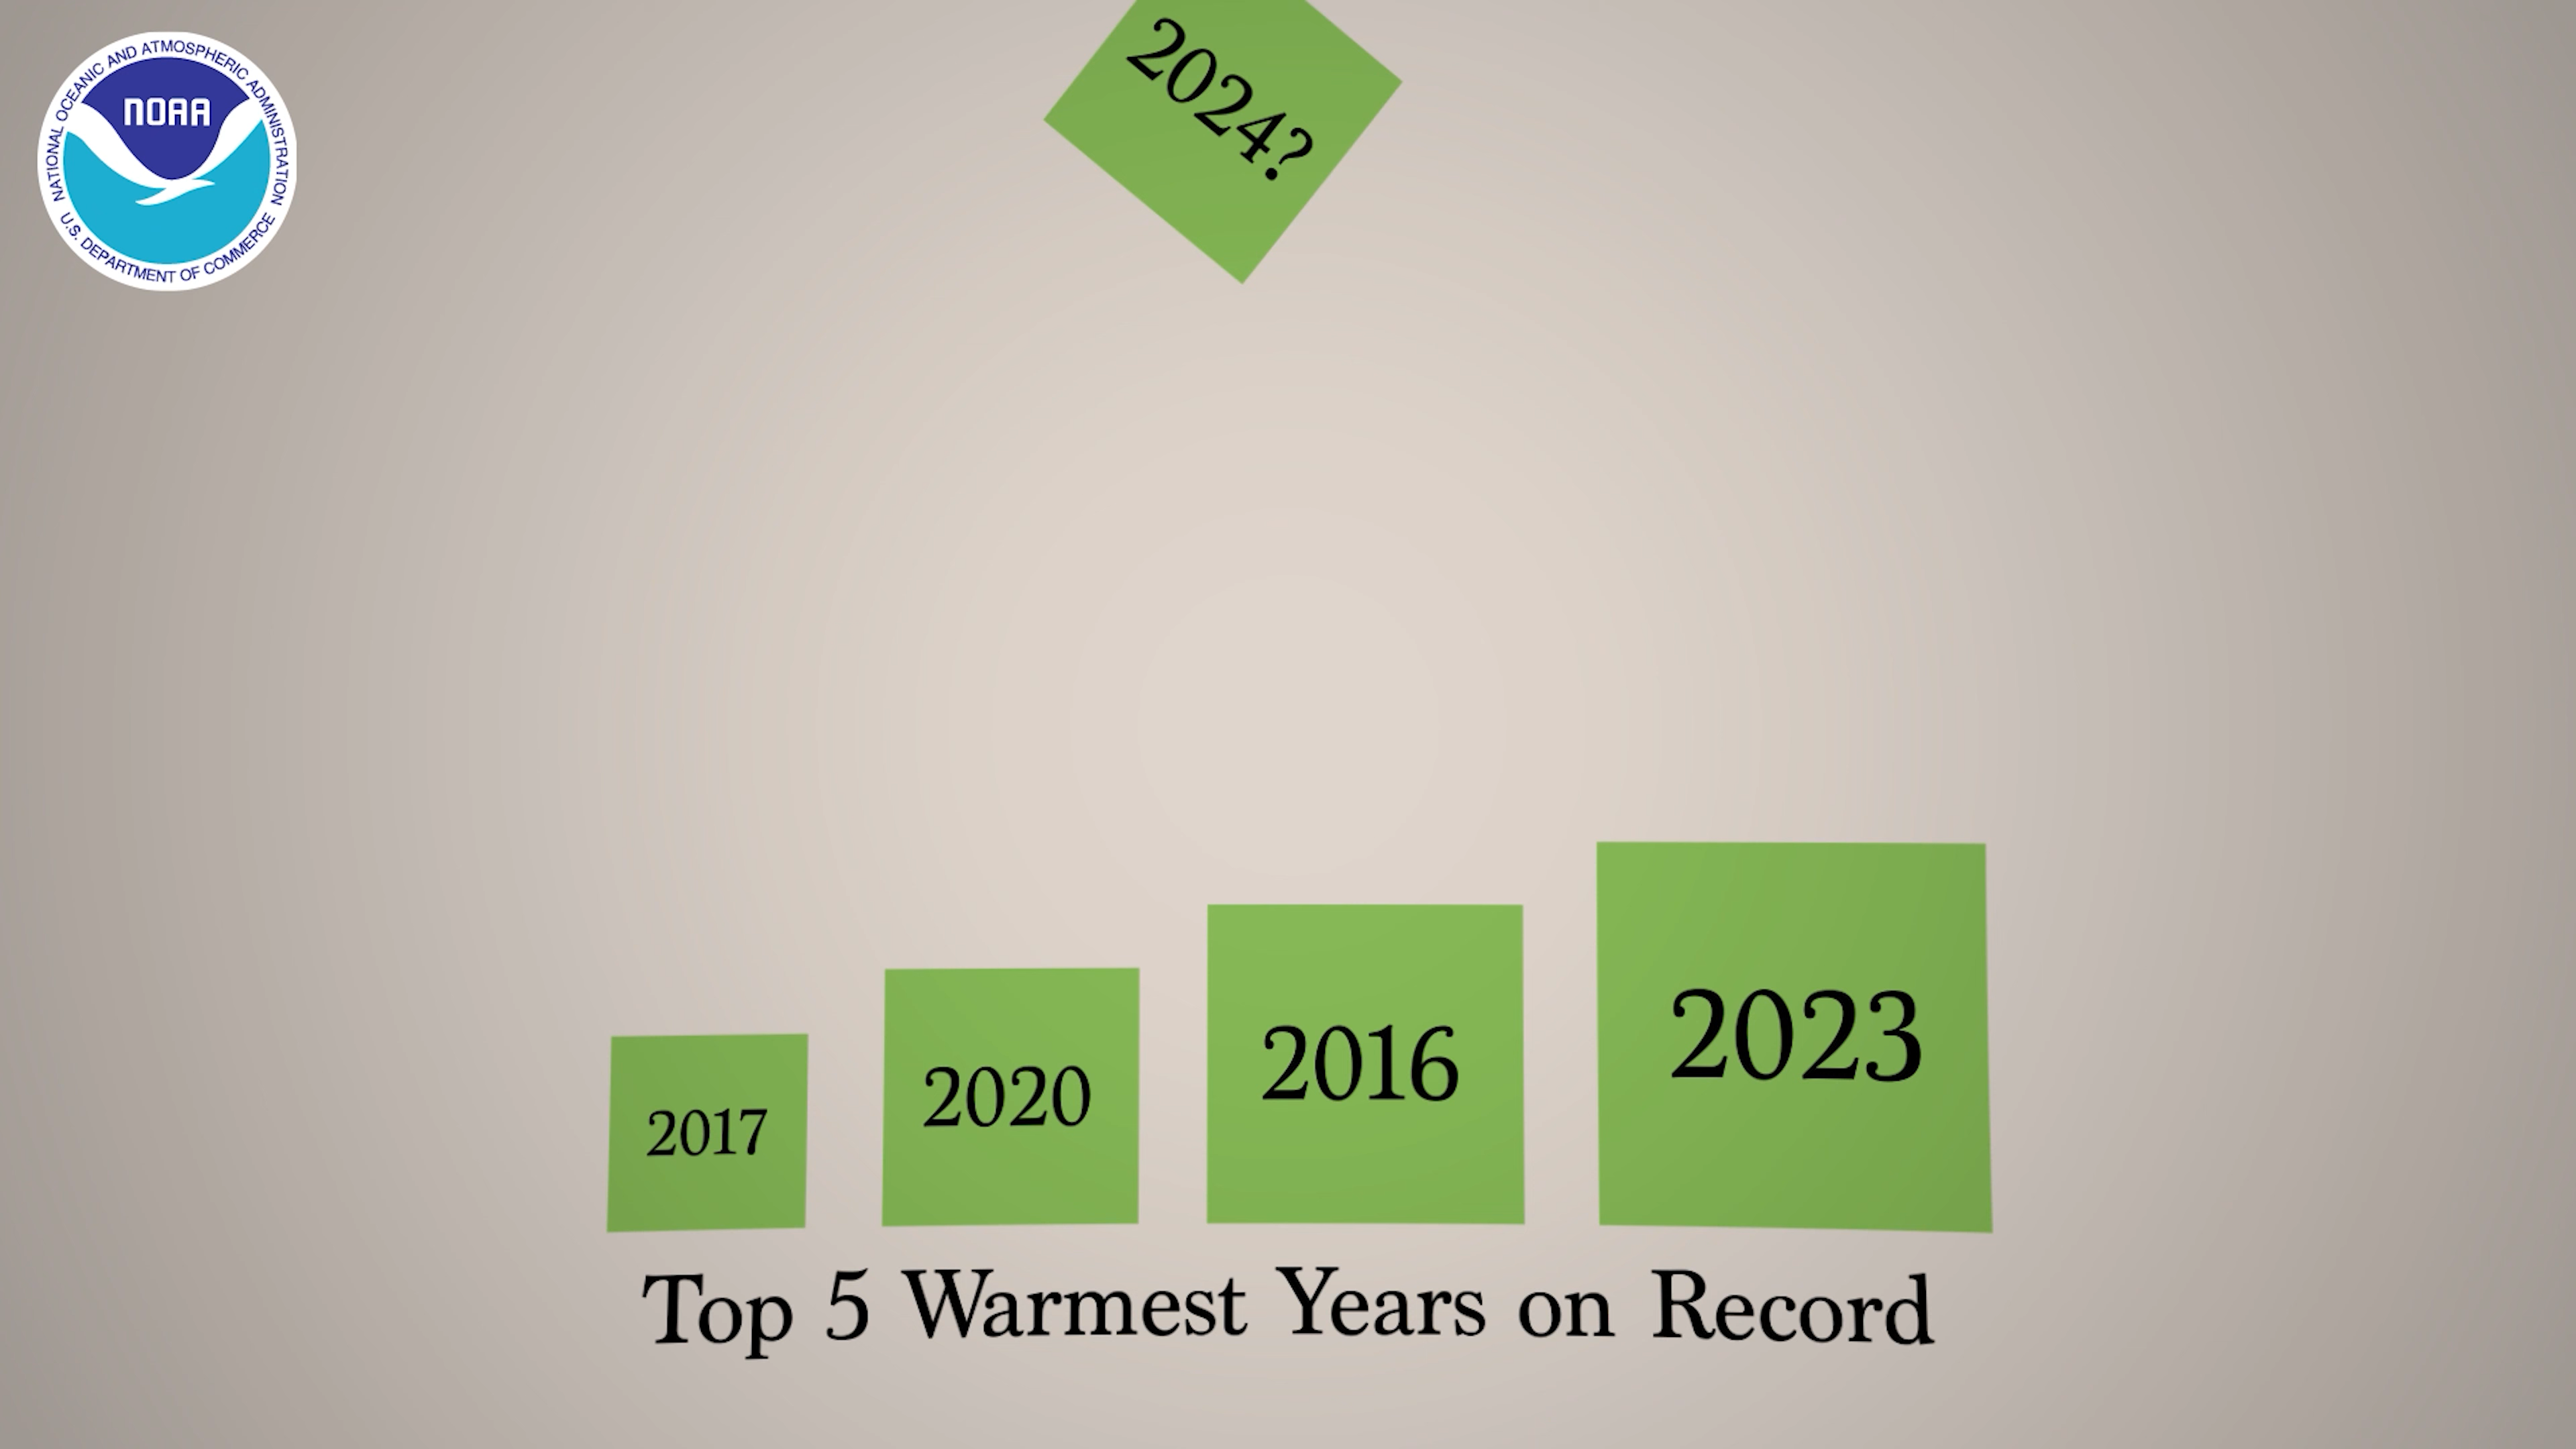 NATIONAL OCEANIC AND ATMOSPHERIC ADMINISTRATION
NOAA
U.S. DEPARTMENT OF COMMERCE
2024?
2017
2020
2016
2023
Top 5 Warmest Years on Record